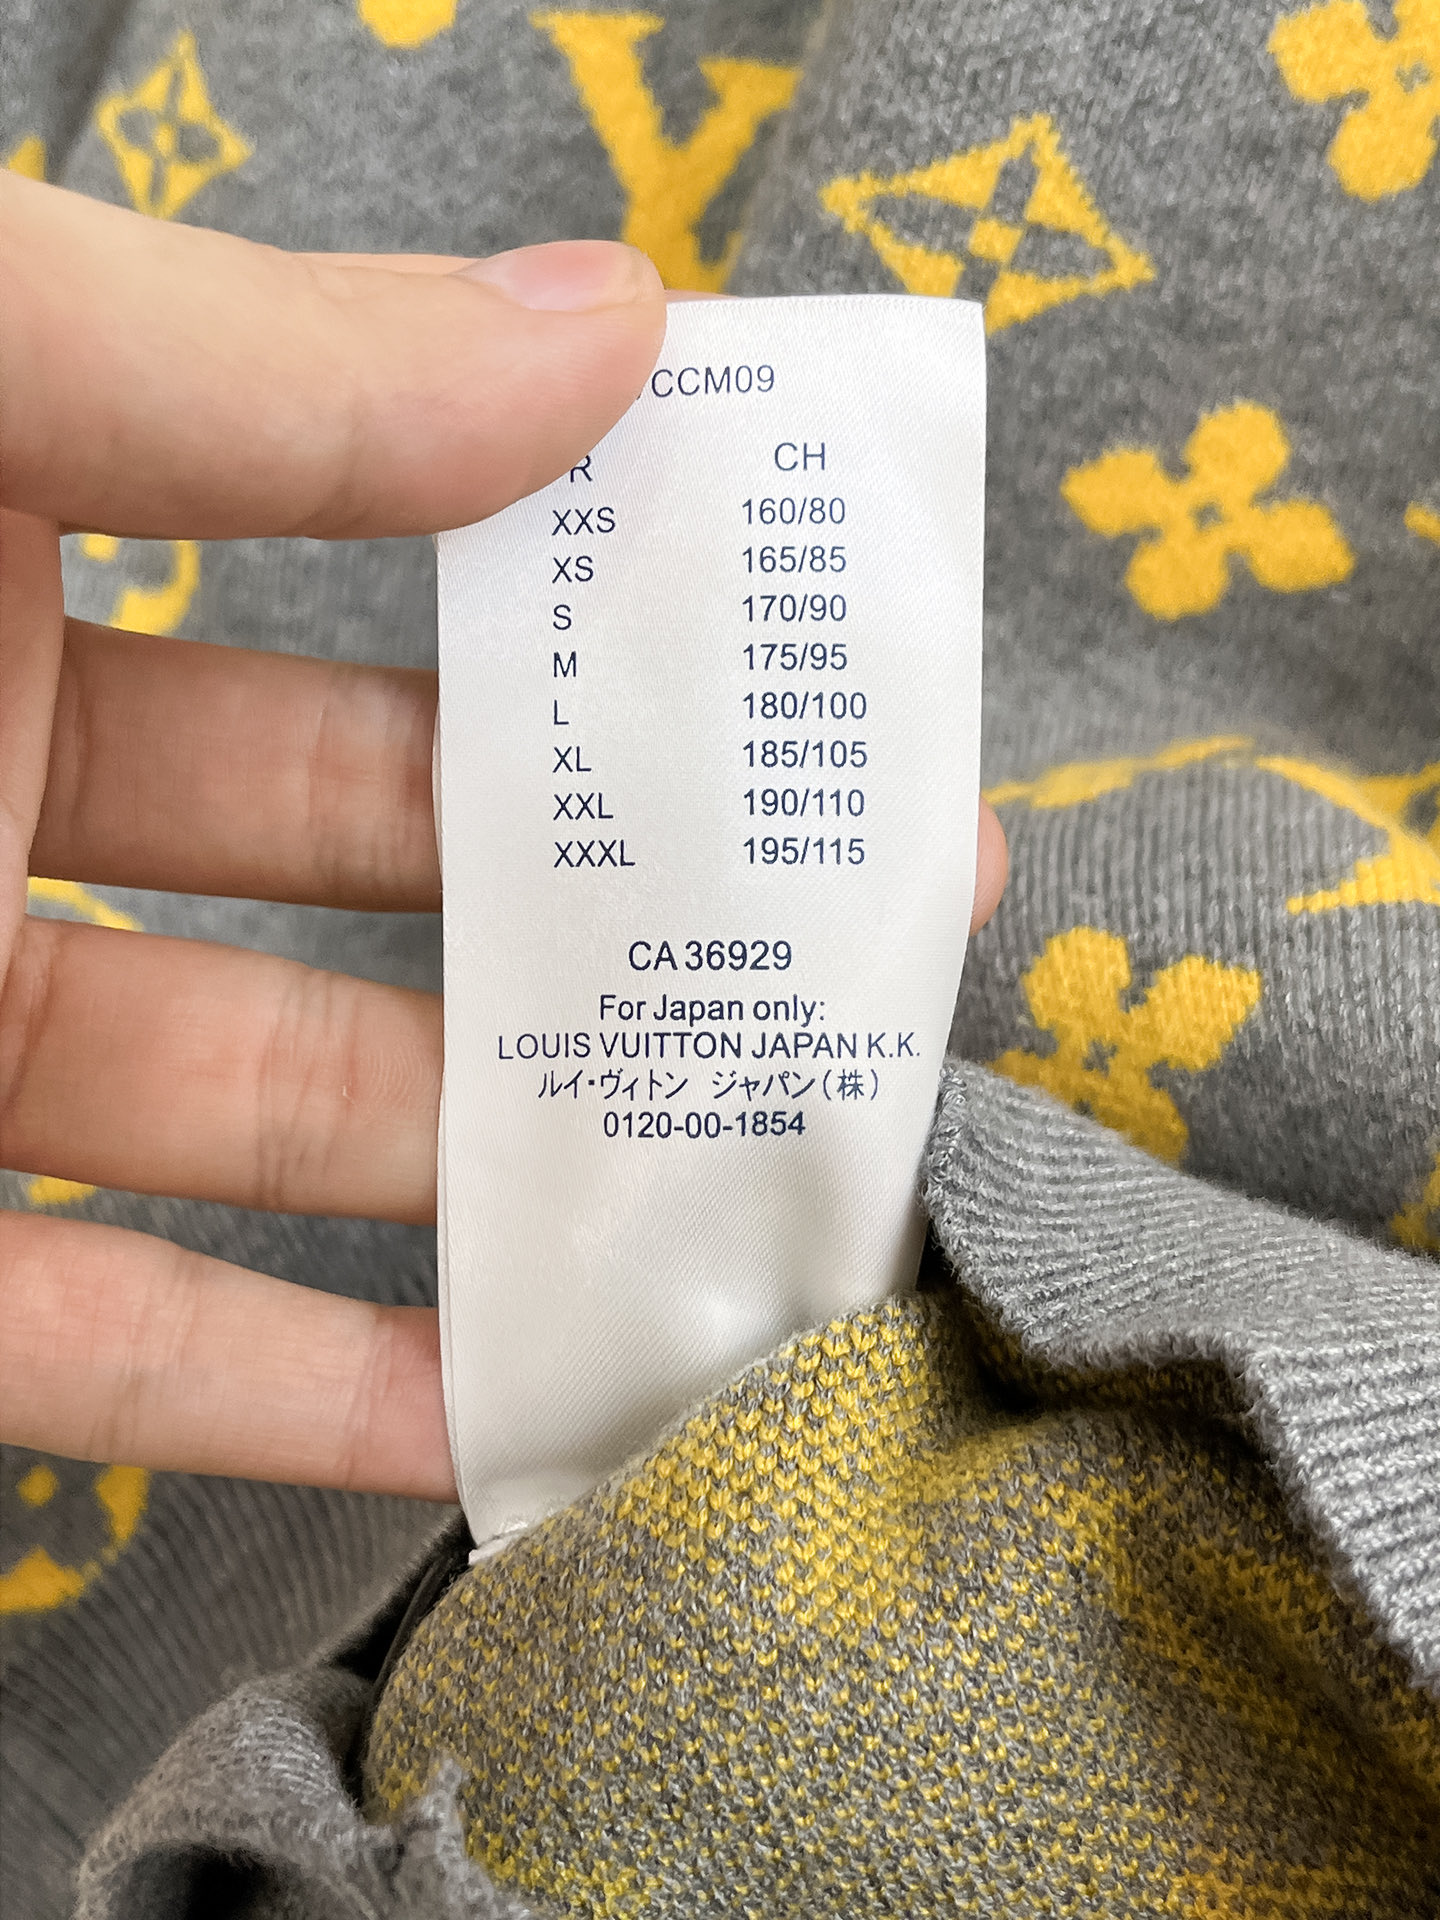 CCM09
R CH
XXS 160/80
XS 165/85
S 170/90
M 175/95
L 180/100
XL 185/105
XXL 190/110
XXXL 195/115
CA 36929
For Japan only:
LOUIS VUITTON JAPAN K.K.
ルイ・ヴィトン ジャパン(株)
0120-00-1854